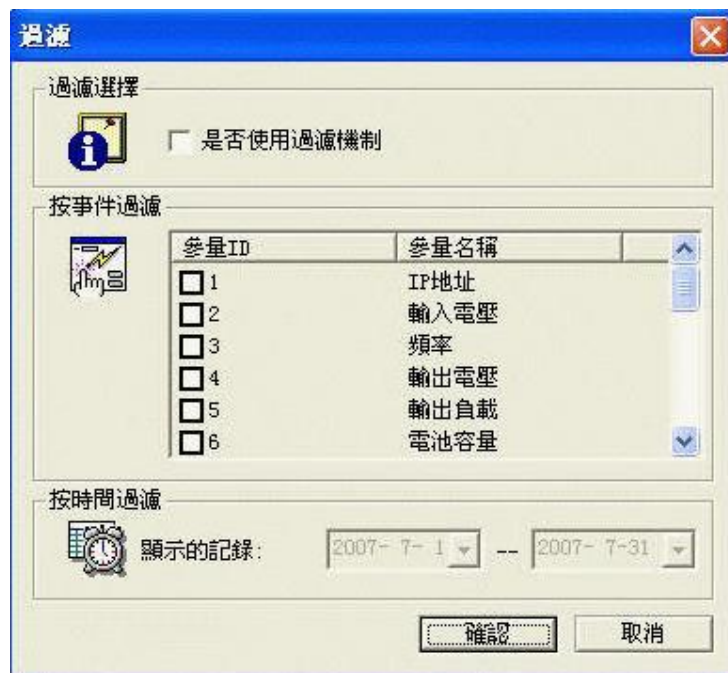 過濾
過濾選擇
是否使用過濾機制
按事件過濾
參量ID 參量名稱
1 IP地址
2 輸入電壓
3 頻率
4 輸出電壓
5 輸出負載
6 電池容量
按時間過濾
顯示的記錄: 2007- 7- 1 -- 2007- 7-31
確認 取消